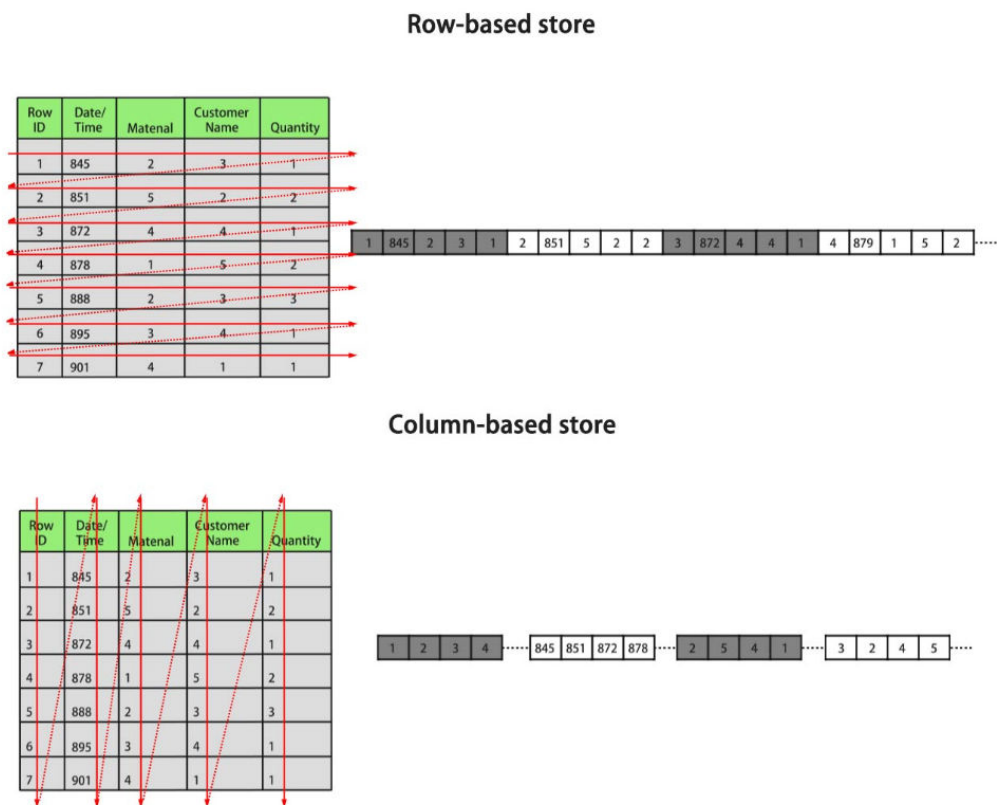 Row-based store
Row ID Date/Time Matenal Customer Name Quantity
1 845 2 3 1
2 851 5 2 2
3 872 4 4 1
4 878 1 5 2
5 888 2 3 3
6 895 3 4 1
7 901 4 1 1
1 845 2 3 1 2 851 5 2 2 3 872 4 4 1 4 879 1 5 2
Column-based store
Row ID Date/Time Matenal Customer Name Quantity
1 845 2 3 1
2 851 5 2 2
3 872 4 4 1
4 878 1 5 2
5 888 2 3 3
6 895 3 4 1
7 901 4 1 1
1 2 3 4 845 851 872 878 2 5 4 1 3 2 4 5